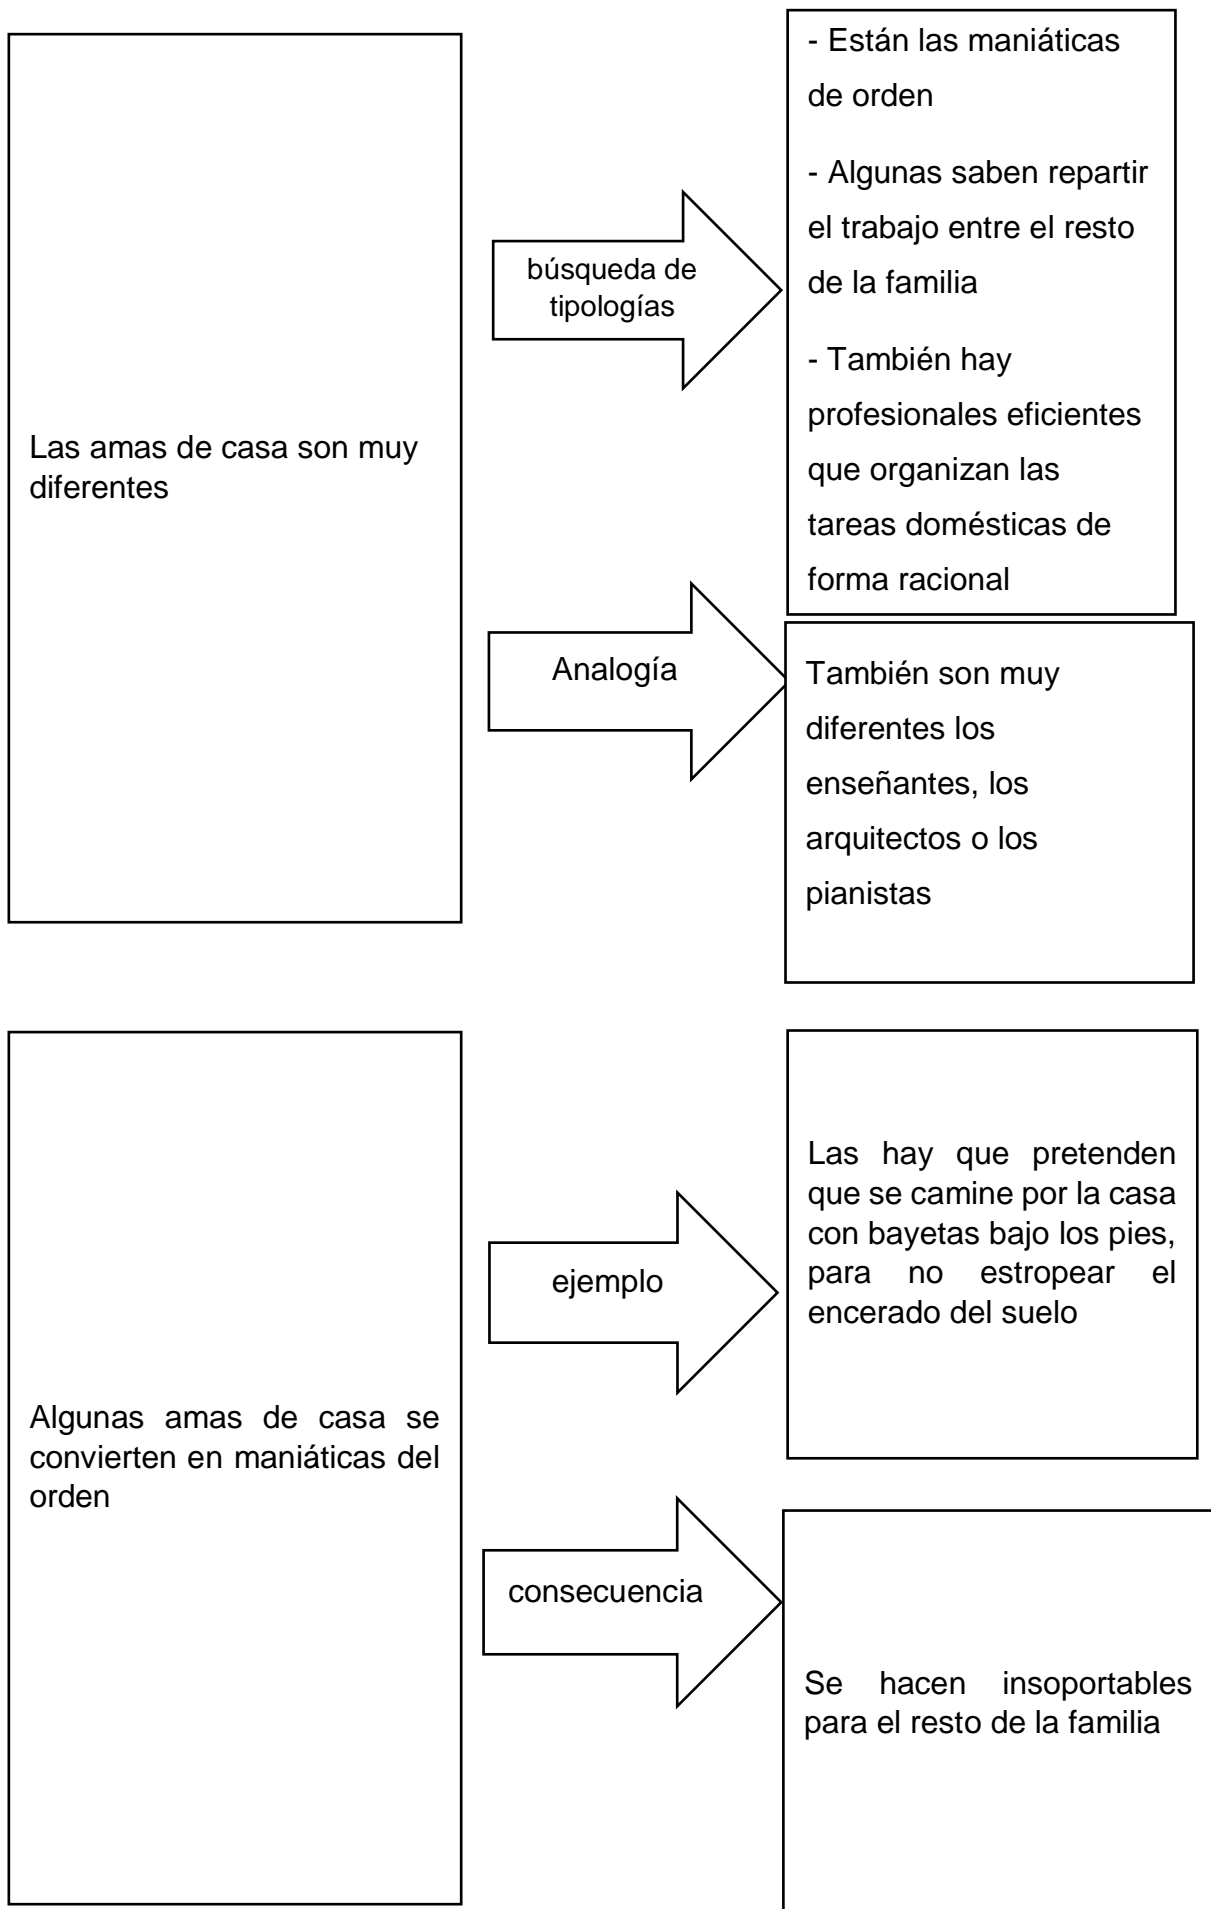 Las amas de casa son muy
diferentes
búsqueda de
tipologías
- Están las maniáticas
de orden
- Algunas saben repartir
el trabajo entre el resto
de la familia
- También hay
profesionales eficientes
que organizan las
tareas domésticas de
forma racional
Analogía
También son muy
diferentes los
enseñantes, los
arquitectos o los
pianistas
Algunas amas de casa se
convierten en maniáticas del
orden
ejemplo
Las hay que pretenden
que se camine por la casa
con bayetas bajo los pies,
para no estropear el
encerado del suelo
consecuencia
Se hacen insoportables
para el resto de la familia